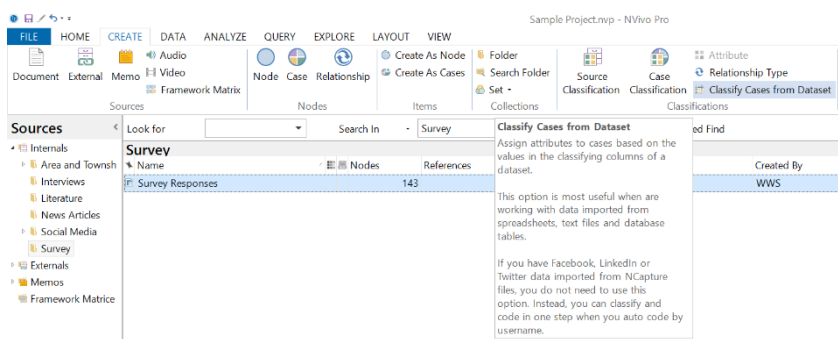 Sample Project.nvp - NVivo Pro
FILE HOME CREATE DATA ANALYZE QUERY EXPLORE LAYOUT VIEW
Document External Memo
Audio
Video
Framework Matrix
Sources
Node Case Relationship
Nodes
Create As Node
Create As Cases
Items
Folder
Search Folder
Set
Collections
Source Classification
Case Classification
Attribute
Relationship Type
Classify Cases from Dataset
Classifications
Sources
Internals
Area and Townsh
Interviews
Literature
News Articles
Social Media
Survey
Externals
Memos
Framework Matrice
Look for Search In Survey ed Find
Survey
Name Nodes References Created By
Survey Responses 143 WWS
Classify Cases from Dataset
Assign attributes to cases based on the
values in the classifying columns of a
dataset.
This option is most useful when are
working with data imported from
spreadsheets, text files and database
tables.
If you have Facebook, LinkedIn or
Twitter data imported from NCapture
files, you do not need to use this
option. Instead, you can classify and
code in one step when you auto code by
username.